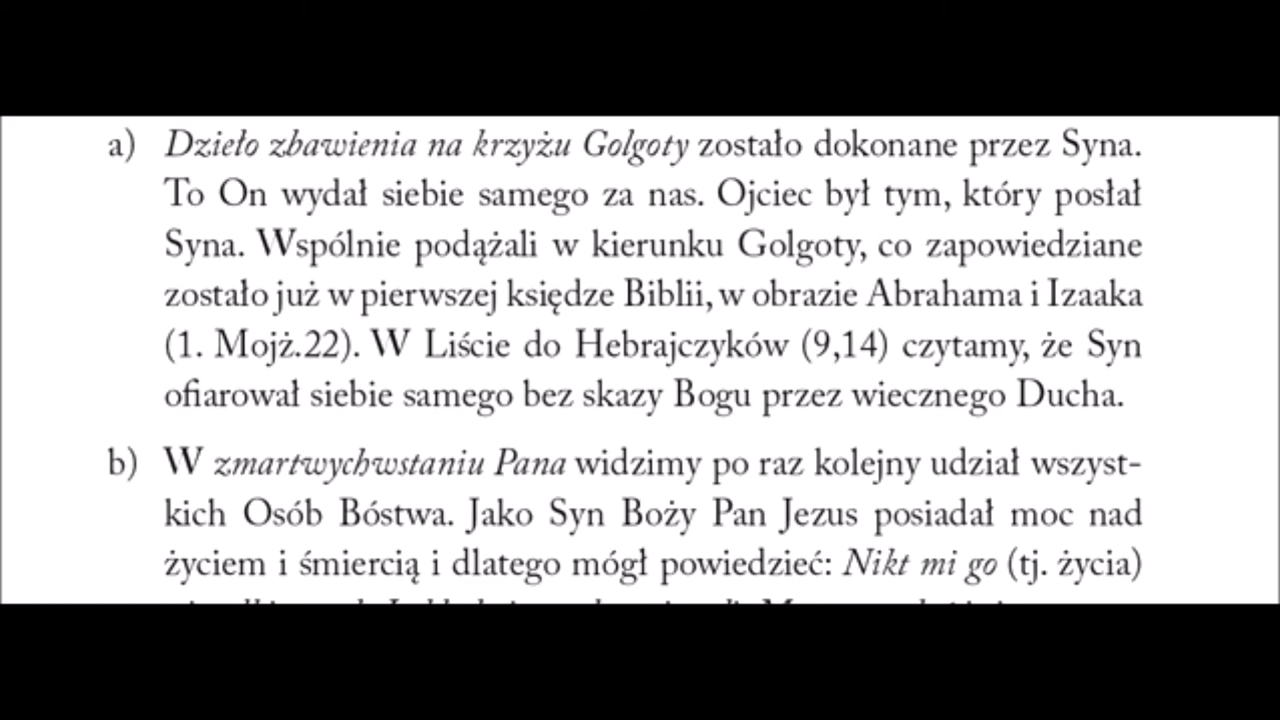 a) Dzieło zbawienia na krzyżu Golgoty zostało dokonane przez Syna.
To On wydał siebie samego za nas. Ojciec był tym, który posłał
Syna. Wspólnie podążali w kierunku Golgoty, co zapowiedziane
zostało już w pierwszej księdze Biblii, w obrazie Abrahama i Izaaka
(1. Mojż.22). W Liście do Hebrajczyków (9,14) czytamy, że Syn
ofiarował siebie samego bez skazy Bogu przez wiecznego Ducha.
b) W zmartwychwstaniu Pana widzimy po raz kolejny udział wszyst-
kich Osób Bóstwa. Jako Syn Boży Pan Jezus posiadał moc nad
życiem i śmiercią i dlatego mógł powiedzieć: Nikt mi go (tj. życia)